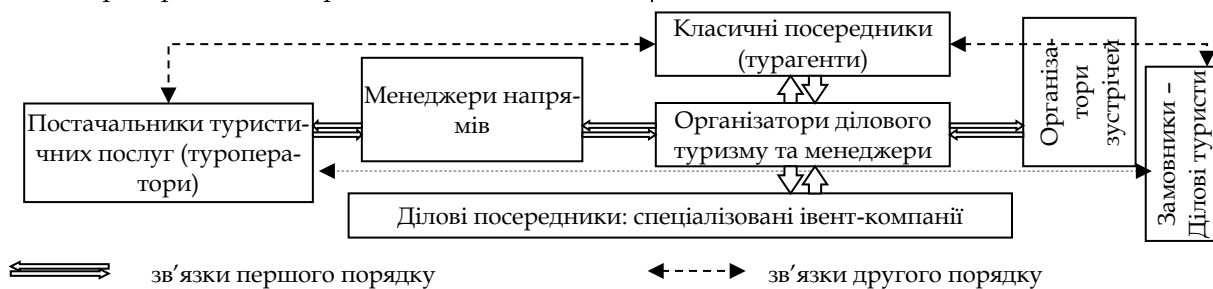 Класичні посередники
(турагенти)
Менеджери напря-
мів
Постачальники туристи-
чних послуг (туропера-
тори)
Організатори ділового
туризму та менеджери
Організа-
тори
зустрічей
Замовники –
Ділові туристи
Ділові посередники: спеціалізовані івент-компанії
зв’язки першого порядку
зв’язки другого порядку